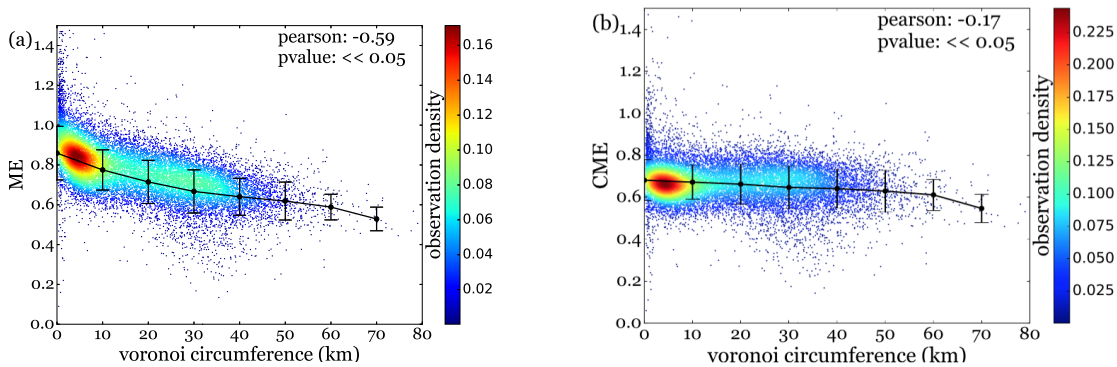 (a)
pearson: -0.59
pvalue: << 0.05
1.4
1.2
1.0
0.8
0.6
0.4
0.2
0.0
ME
0 10 20 30 40 50 60 70 80
voronoi circumference (km)
0.16
0.14
0.12
0.10
0.08
0.06
0.04
0.02
observation density
(b)
pearson: -0.17
pvalue: << 0.05
1.4
1.2
1.0
0.8
0.6
0.4
0.2
0.0
CME
0 10 20 30 40 50 60 70 80
voronoi circumference (km)
0.225
0.200
0.175
0.150
0.125
0.100
0.075
0.050
0.025
observation density